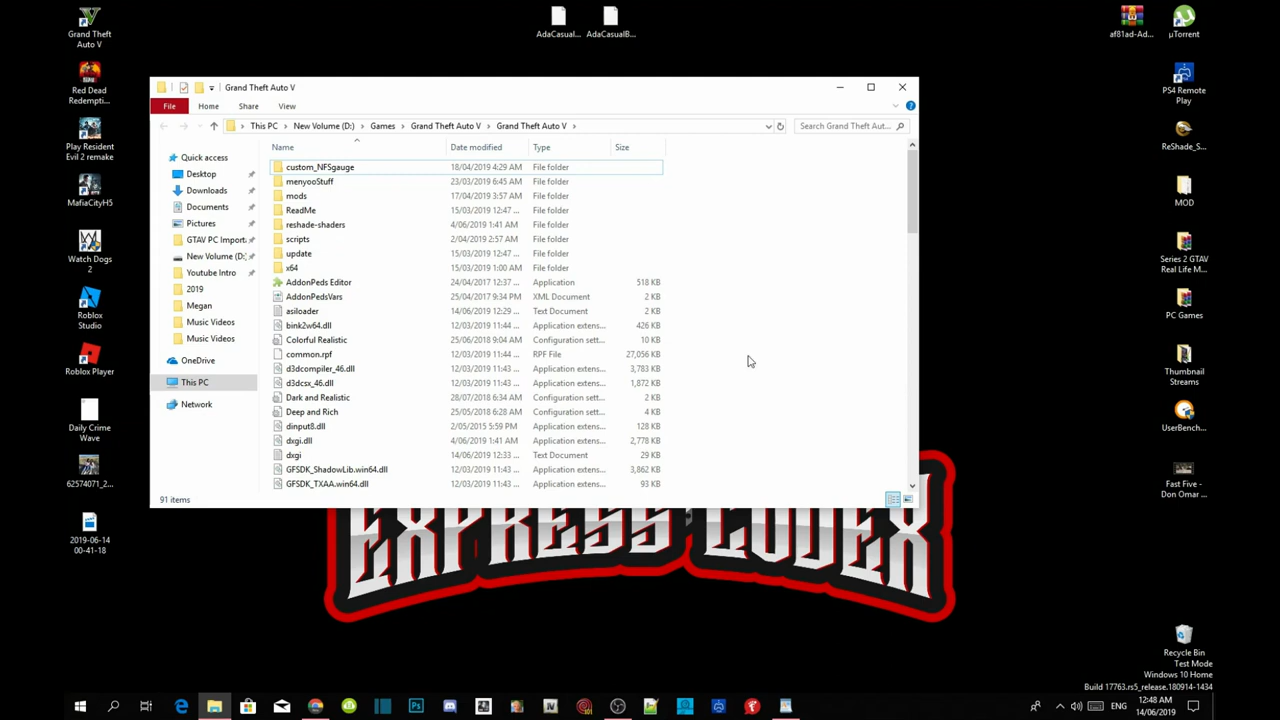 Grand Theft
Auto V
AdaCasual...
AdaCasualB...
af81ad-Ad...
µTorrent
Red Dead
Redemptio...
Play Resident
Evil 2 remake
MafiaCityH5
Watch Dogs
2
Roblox
Studio
Roblox Player
Daily Crime
Wave
62574071_2...
2019-06-14
00-41-18
Grand Theft Auto V
File
Home
Share
View
This PC
New Volume (D:)
Games
Grand Theft Auto V
Grand Theft Auto V
Search Grand Theft Aut...
Name
Date modified
Type
Size
Quick access
Desktop
Downloads
Documents
Pictures
GTAV PC Import
New Volume (D:
Youtube Intro
2019
Megan
Music Videos
Music Videos
OneDrive
This PC
Network
custom_NFSgauge 18/04/2019 4:29 AM File folder
menyooStuff 23/03/2019 6:45 AM File folder
mods 17/04/2019 3:57 AM File folder
ReadMe 15/03/2019 12:47 ... File folder
reshade-shaders 4/06/2019 1:41 AM File folder
scripts 2/04/2019 2:57 AM File folder
update 15/03/2019 12:47 ... File folder
x64 15/03/2019 1:00 AM File folder
AddonPeds Editor 24/04/2017 12:37... Application 518 KB
AddonPedsVars 25/04/2017 9:34 PM XML Document 2 KB
asiloader 14/06/2019 12:29 ... Text Document 2 KB
bink2w64.dll 12/03/2019 11:44 ... Application extens... 426 KB
Colorful Realistic 25/06/2018 9:04 AM Configuration sett... 10 KB
common.rpf 12/03/2019 11:44 ... RPF File 27,056 KB
d3dcompiler_46.dll 12/03/2019 11:43 ... Application extens... 3,783 KB
d3dcsx_46.dll 12/03/2019 11:43 ... Application extens... 1,872 KB
Dark and Realistic 28/07/2018 6:34 AM Configuration sett... 2 KB
Deep and Rich 25/05/2018 6:28 AM Configuration sett... 4 KB
dinput8.dll 2/05/2015 5:59 PM Application extens... 128 KB
dxgi.dll 4/06/2019 1:41 AM Application extens... 2,778 KB
dxgi 14/06/2019 12:33 ... Text Document 29 KB
GFSDK_ShadowLib.win64.dll 12/03/2019 11:43 ... Application extens... 3,862 KB
GFSDK_TXAA.win64.dll 12/03/2019 11:43 ... Application extens... 93 KB
91 items
EXPRESS CODEX
PS4 Remote
Play
ReShade_S...
MOD
Series 2 GTAV
Real Life M...
PC Games
Thumbnail
Streams
UserBench...
Fast Five -
Don Omar ...
Recycle Bin
Test Mode
Windows 10 Home
Build 17763.rs5_release.180914-1434
ENG
12:48 AM
14/06/2019